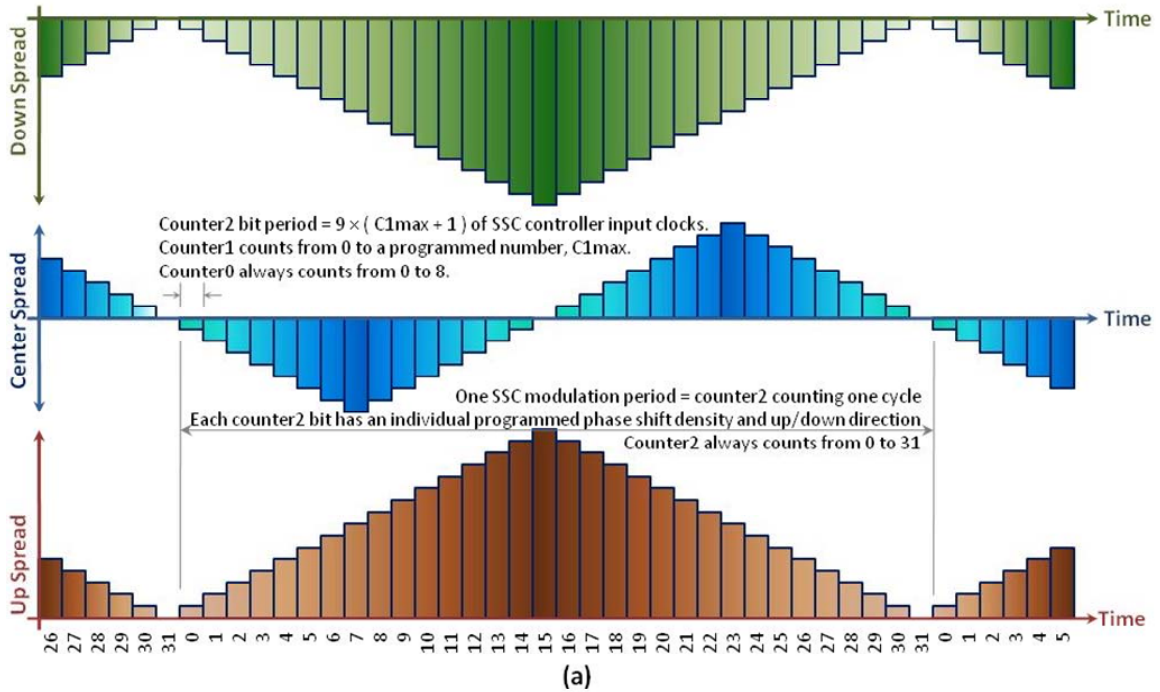 Time
Down Spread
Counter2 bit period = 9 × ( C1max + 1 ) of SSC controller input clocks.
Counter1 counts from 0 to a programmed number, C1max.
Counter0 always counts from 0 to 8.
Center Spread
Time
One SSC modulation period = counter2 counting one cycle
Each counter2 bit has an individual programmed phase shift density and up/down direction
Counter2 always counts from 0 to 31
Up Spread
Time
26 27 28 29 30 31 0 1 2 3 4 5 6 7 8 9 10 11 12 13 14 15 16 17 18 19 20 21 22 23 24 25 26 27 28 29 30 31 0 1 2 3 4 5
(a)